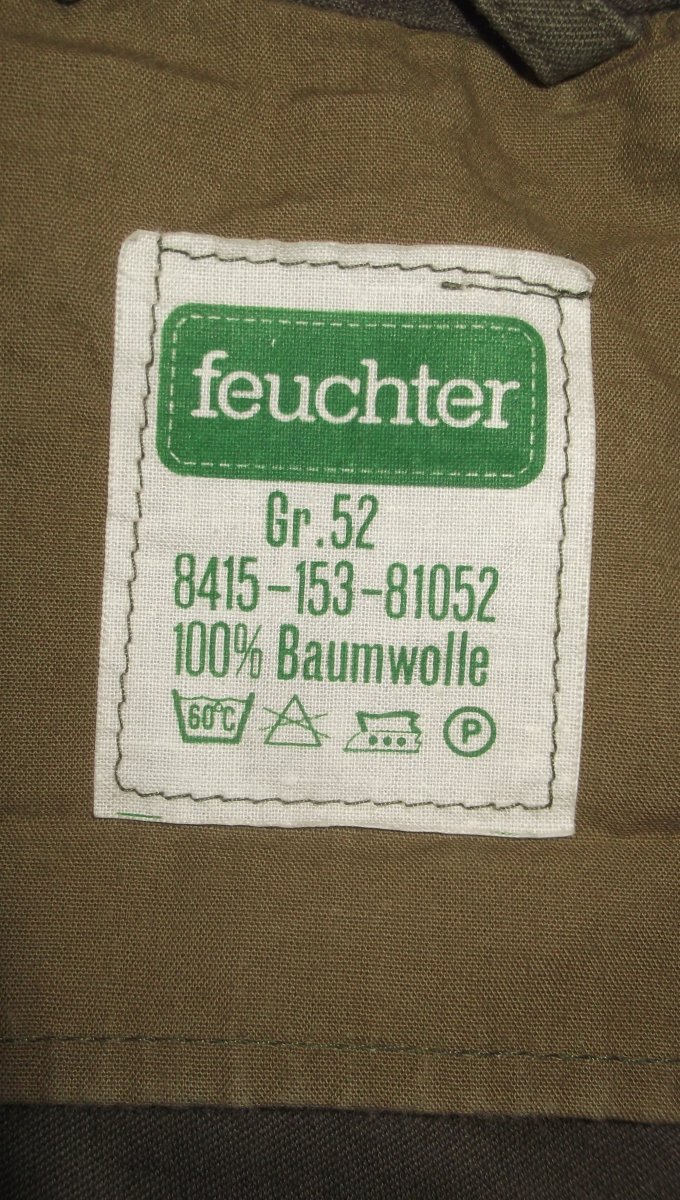 feuchter
Gr.52
8415-153-81052
100% Baumwolle
60°C P